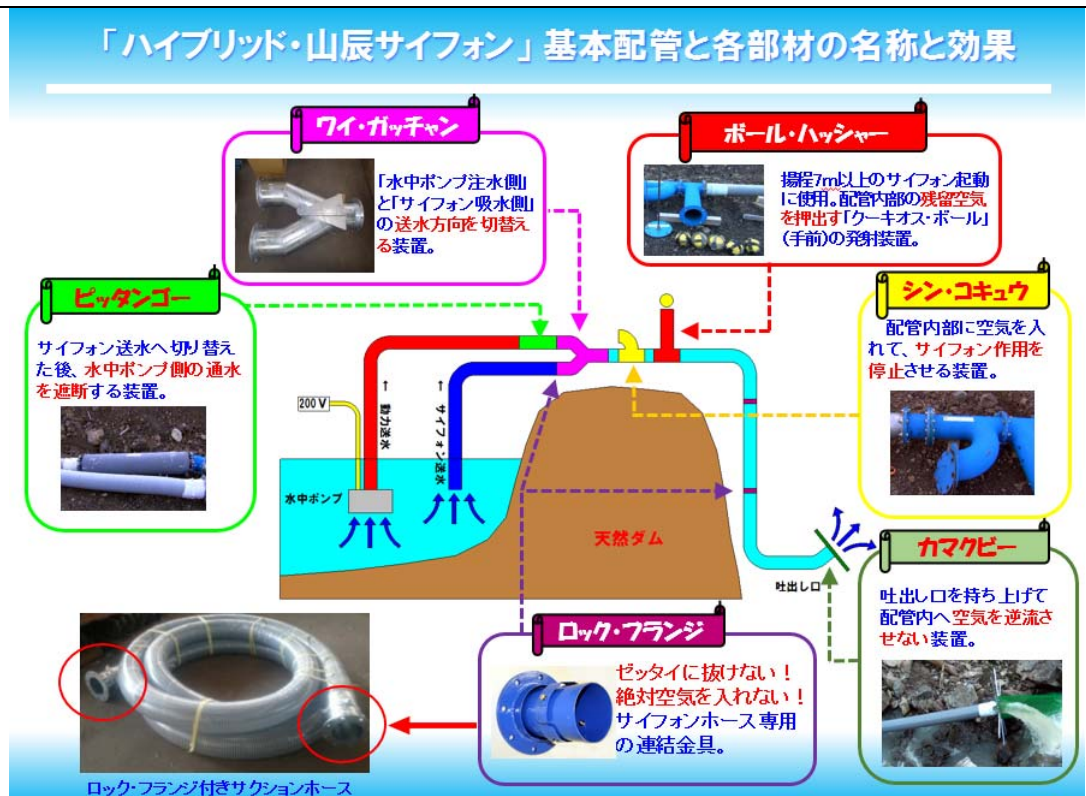 「ハイブリッド・山辰サイフォン」基本配管と各部材の名称と効果
ワイ・ガッチャン
「水中ポンプ注水側」
と「サイフォン吸水側」
の送水方向を切替え
る装置。
ボール・ハッシャー
揚程7m以上のサイフォン起動
に使用。配管内部の残留空気
を押出す「クーキオス・ボール」
(手前)の発射装置。
ピッタンゴー
サイフォン送水へ切り替え
た後、水中ポンプ側の通水
を遮断する装置。
シン・コキュウ
配管内部に空気を入
れて、サイフォン作用を
停止させる装置。
200V
←動力送水
←サイフォン送水
水中ポンプ
天然ダム
吐出し口
カマクビー
吐出し口を持ち上げて
配管内へ空気を逆流さ
せない装置。
ロック・フランジ
ゼッタイに抜けない!
絶対空気を入れない!
サイフォンホース専用
の連結金具。
ロック・フランジ付きサクションホース